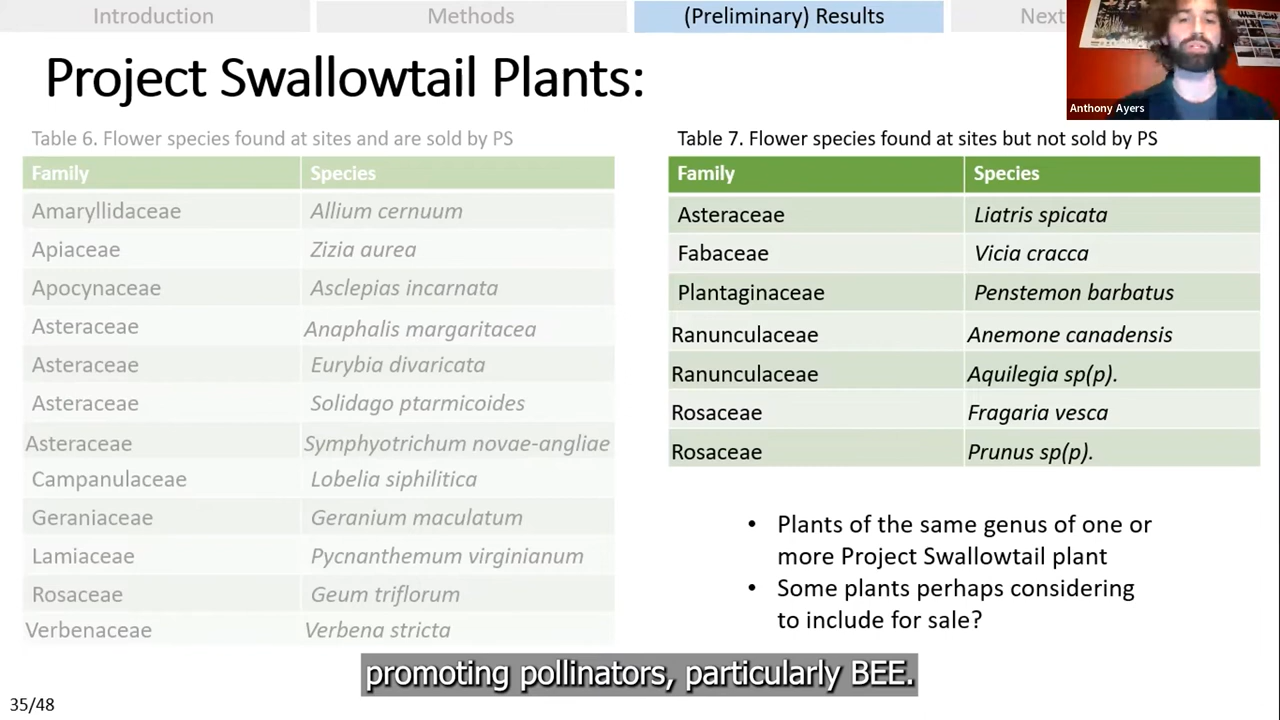 Introduction
Methods
(Preliminary) Results
Next
Anthony Ayers
Project Swallowtail Plants:
Table 6. Flower species found at sites and are sold by PS
Family Species
Amaryllidaceae Allium cernuum
Apiaceae Zizia aurea
Apocynaceae Asclepias incarnata
Asteraceae Anaphalis margaritacea
Asteraceae Eurybia divaricata
Asteraceae Solidago ptarmicoides
Asteraceae Symphyotrichum novae-angliae
Campanulaceae Lobelia siphilitica
Geraniaceae Geranium maculatum
Lamiaceae Pycnanthemum virginianum
Rosaceae Geum triflorum
Verbenaceae Verbena stricta
Table 7. Flower species found at sites but not sold by PS
Family Species
Asteraceae Liatris spicata
Fabaceae Vicia cracca
Plantaginaceae Penstemon barbatus
Ranunculaceae Anemone canadensis
Ranunculaceae Aquilegia sp(p).
Rosaceae Fragaria vesca
Rosaceae Prunus sp(p).
• Plants of the same genus of one or
more Project Swallowtail plant
• Some plants perhaps considering
to include for sale?
promoting pollinators, particularly BEE.
35/48